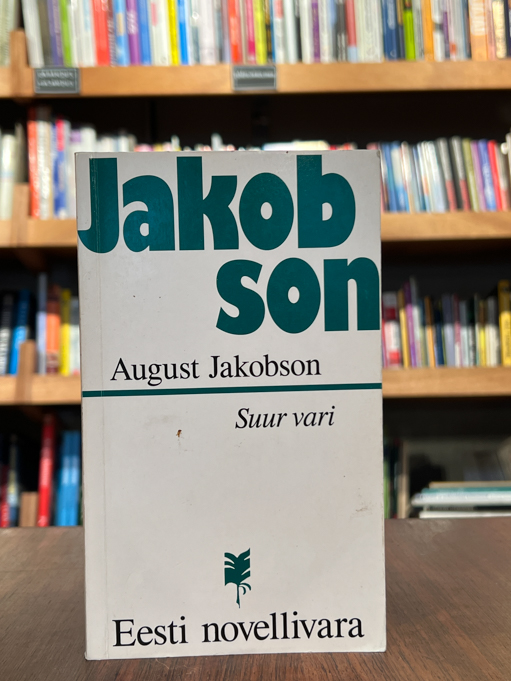 Jakob
son
August Jakobson
Suur vari
Eesti novellivara